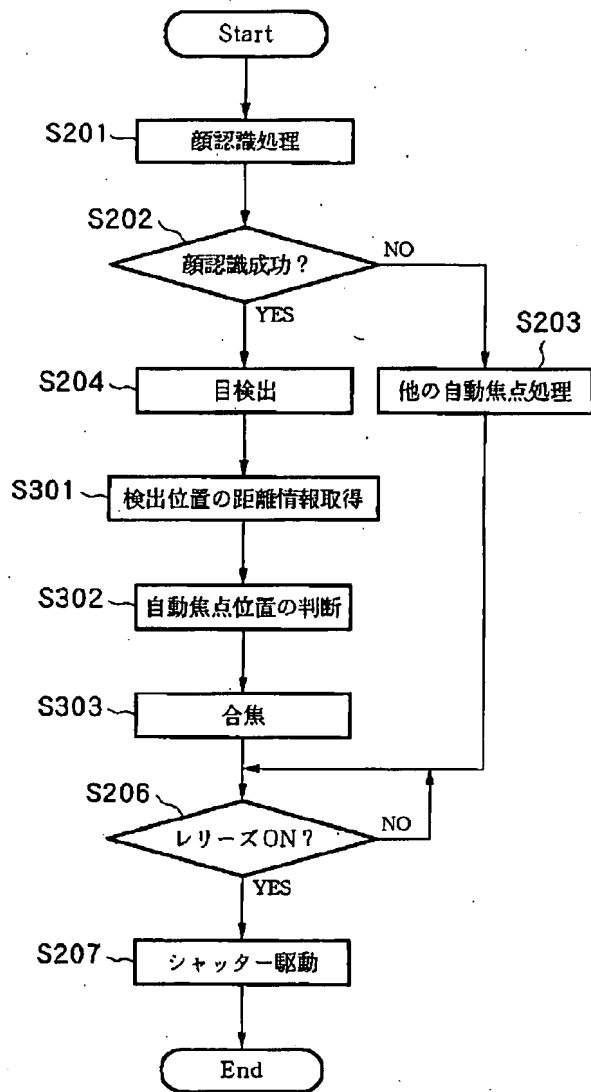 Start
S201
顔認識処理
S202
顔認識成功？
NO
YES
S203
S204
目検出
他の自動焦点処理
S301
検出位置の距離情報取得
S302
自動焦点位置の判断
S303
合焦
S206
レリーズON？
NO
YES
S207
シャッター駆動
End